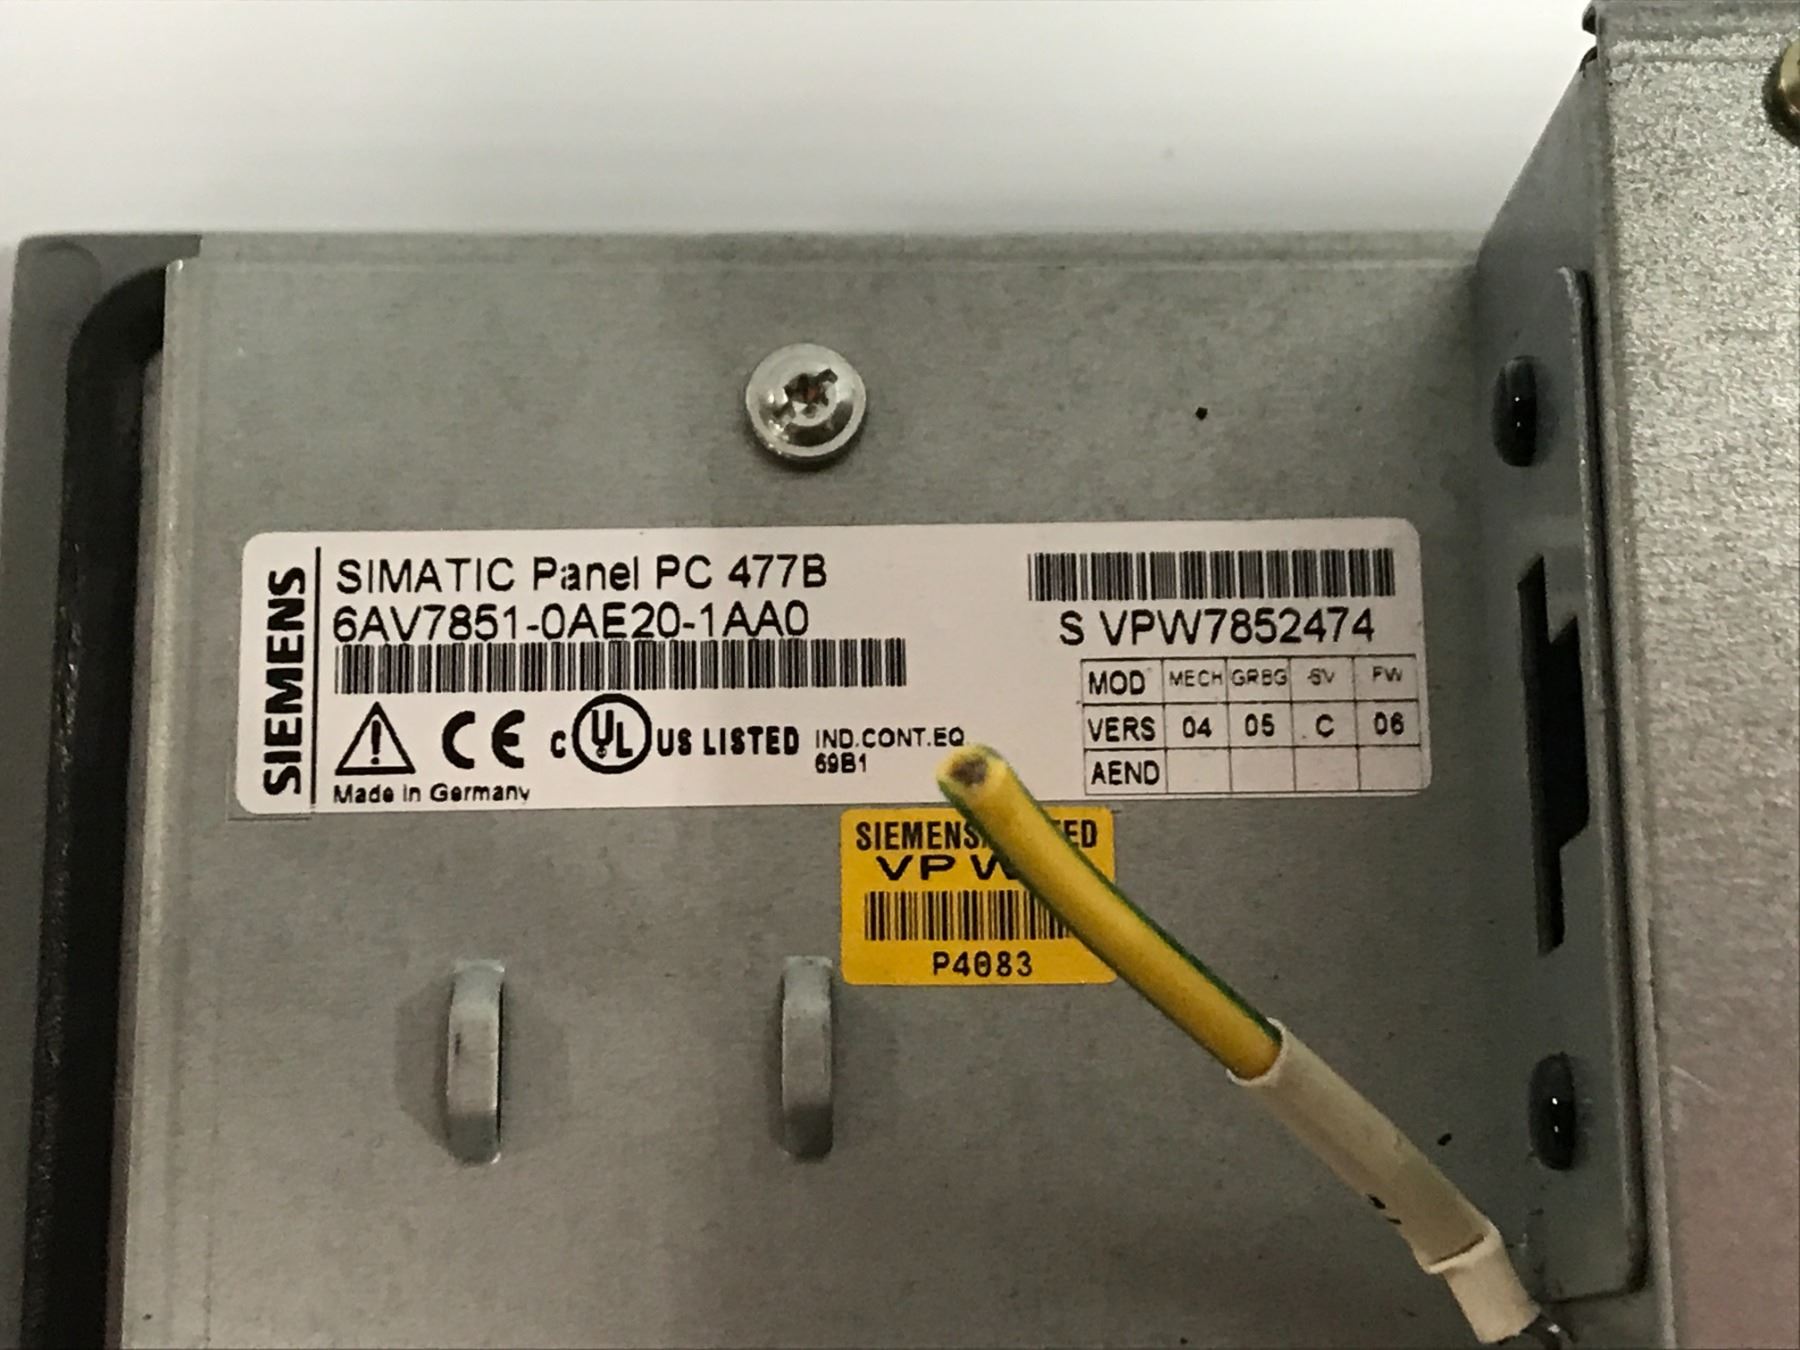 SIEMENS
SIMATIC Panel PC 477B
6AV7851-0AE20-1AA0
S VPW7852474
MOD MECH GRBG SV FW
VERS 04 05 C 06
AEND
CE
C UL US LISTED IND.CONT.EQ
69B1
Made in Germany
SIEMENS
P4083